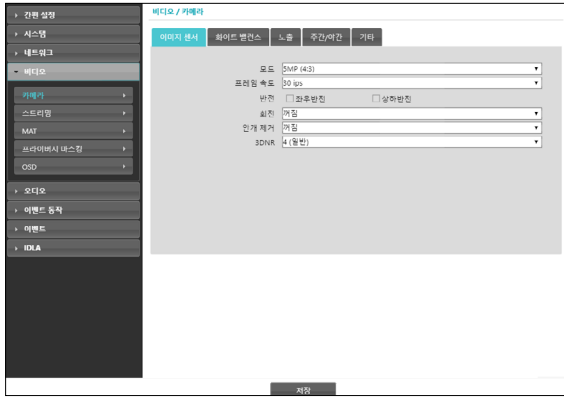 간편 설정
시스템
네트워크
비디오
카메라
스트리밍
MAT
프라이버시 마스킹
OSD
오디오
이벤트 동작
이벤트
IDLA
비디오 / 카메라
이미지 센서 화이트 밸런스 노출 주간/야간 기타
모드 5MP (4:3)
프레임 속도 30 ips
반전 좌우반전 상하반전
회전 꺼짐
안개 제거 꺼짐
3DNR 4 (일반)
저장